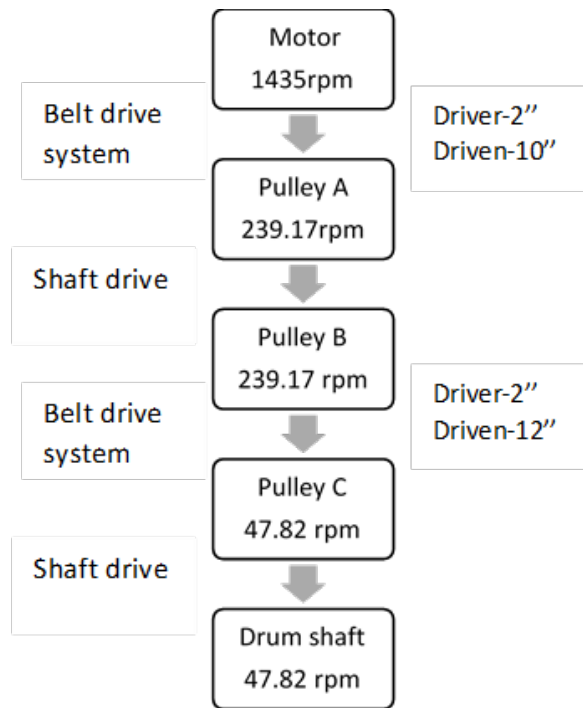 Motor
1435rpm
Belt drive
system
Driver-2’’
Driven-10’’
Pulley A
239.17rpm
Shaft drive
Pulley B
239.17 rpm
Belt drive
system
Driver-2’’
Driven-12’’
Pulley C
47.82 rpm
Shaft drive
Drum shaft
47.82 rpm